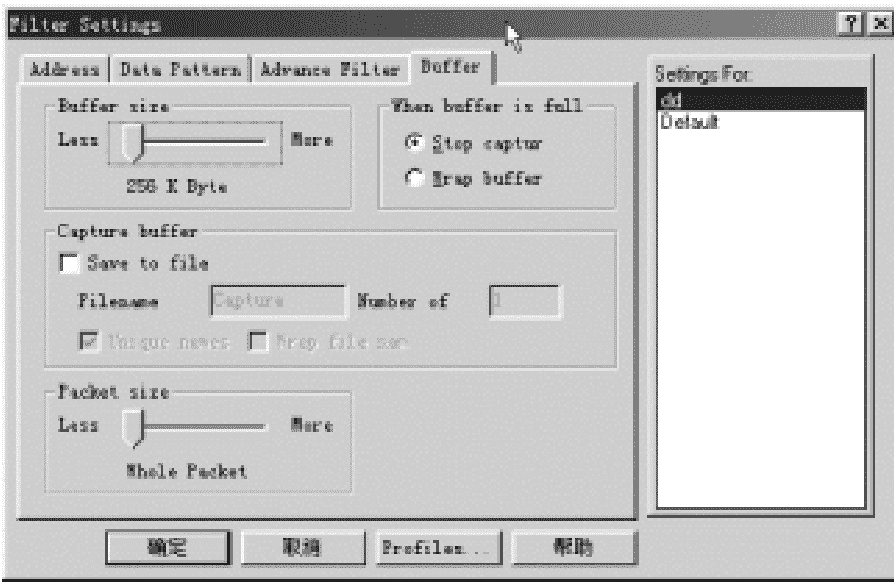 Filter Settings
Address Data Pattern Advance Filter Buffer
Settings For:
Buffer size
Less More
256 K Byte
When buffer is full
Stop captur
Wrap buffer
dd
Default
Capture buffer
Save to file
Filename Capture Number of 1
Unique names Wrap file nam
Packet size
Less More
Whole Packet
确定 取消 Profiles... 帮助